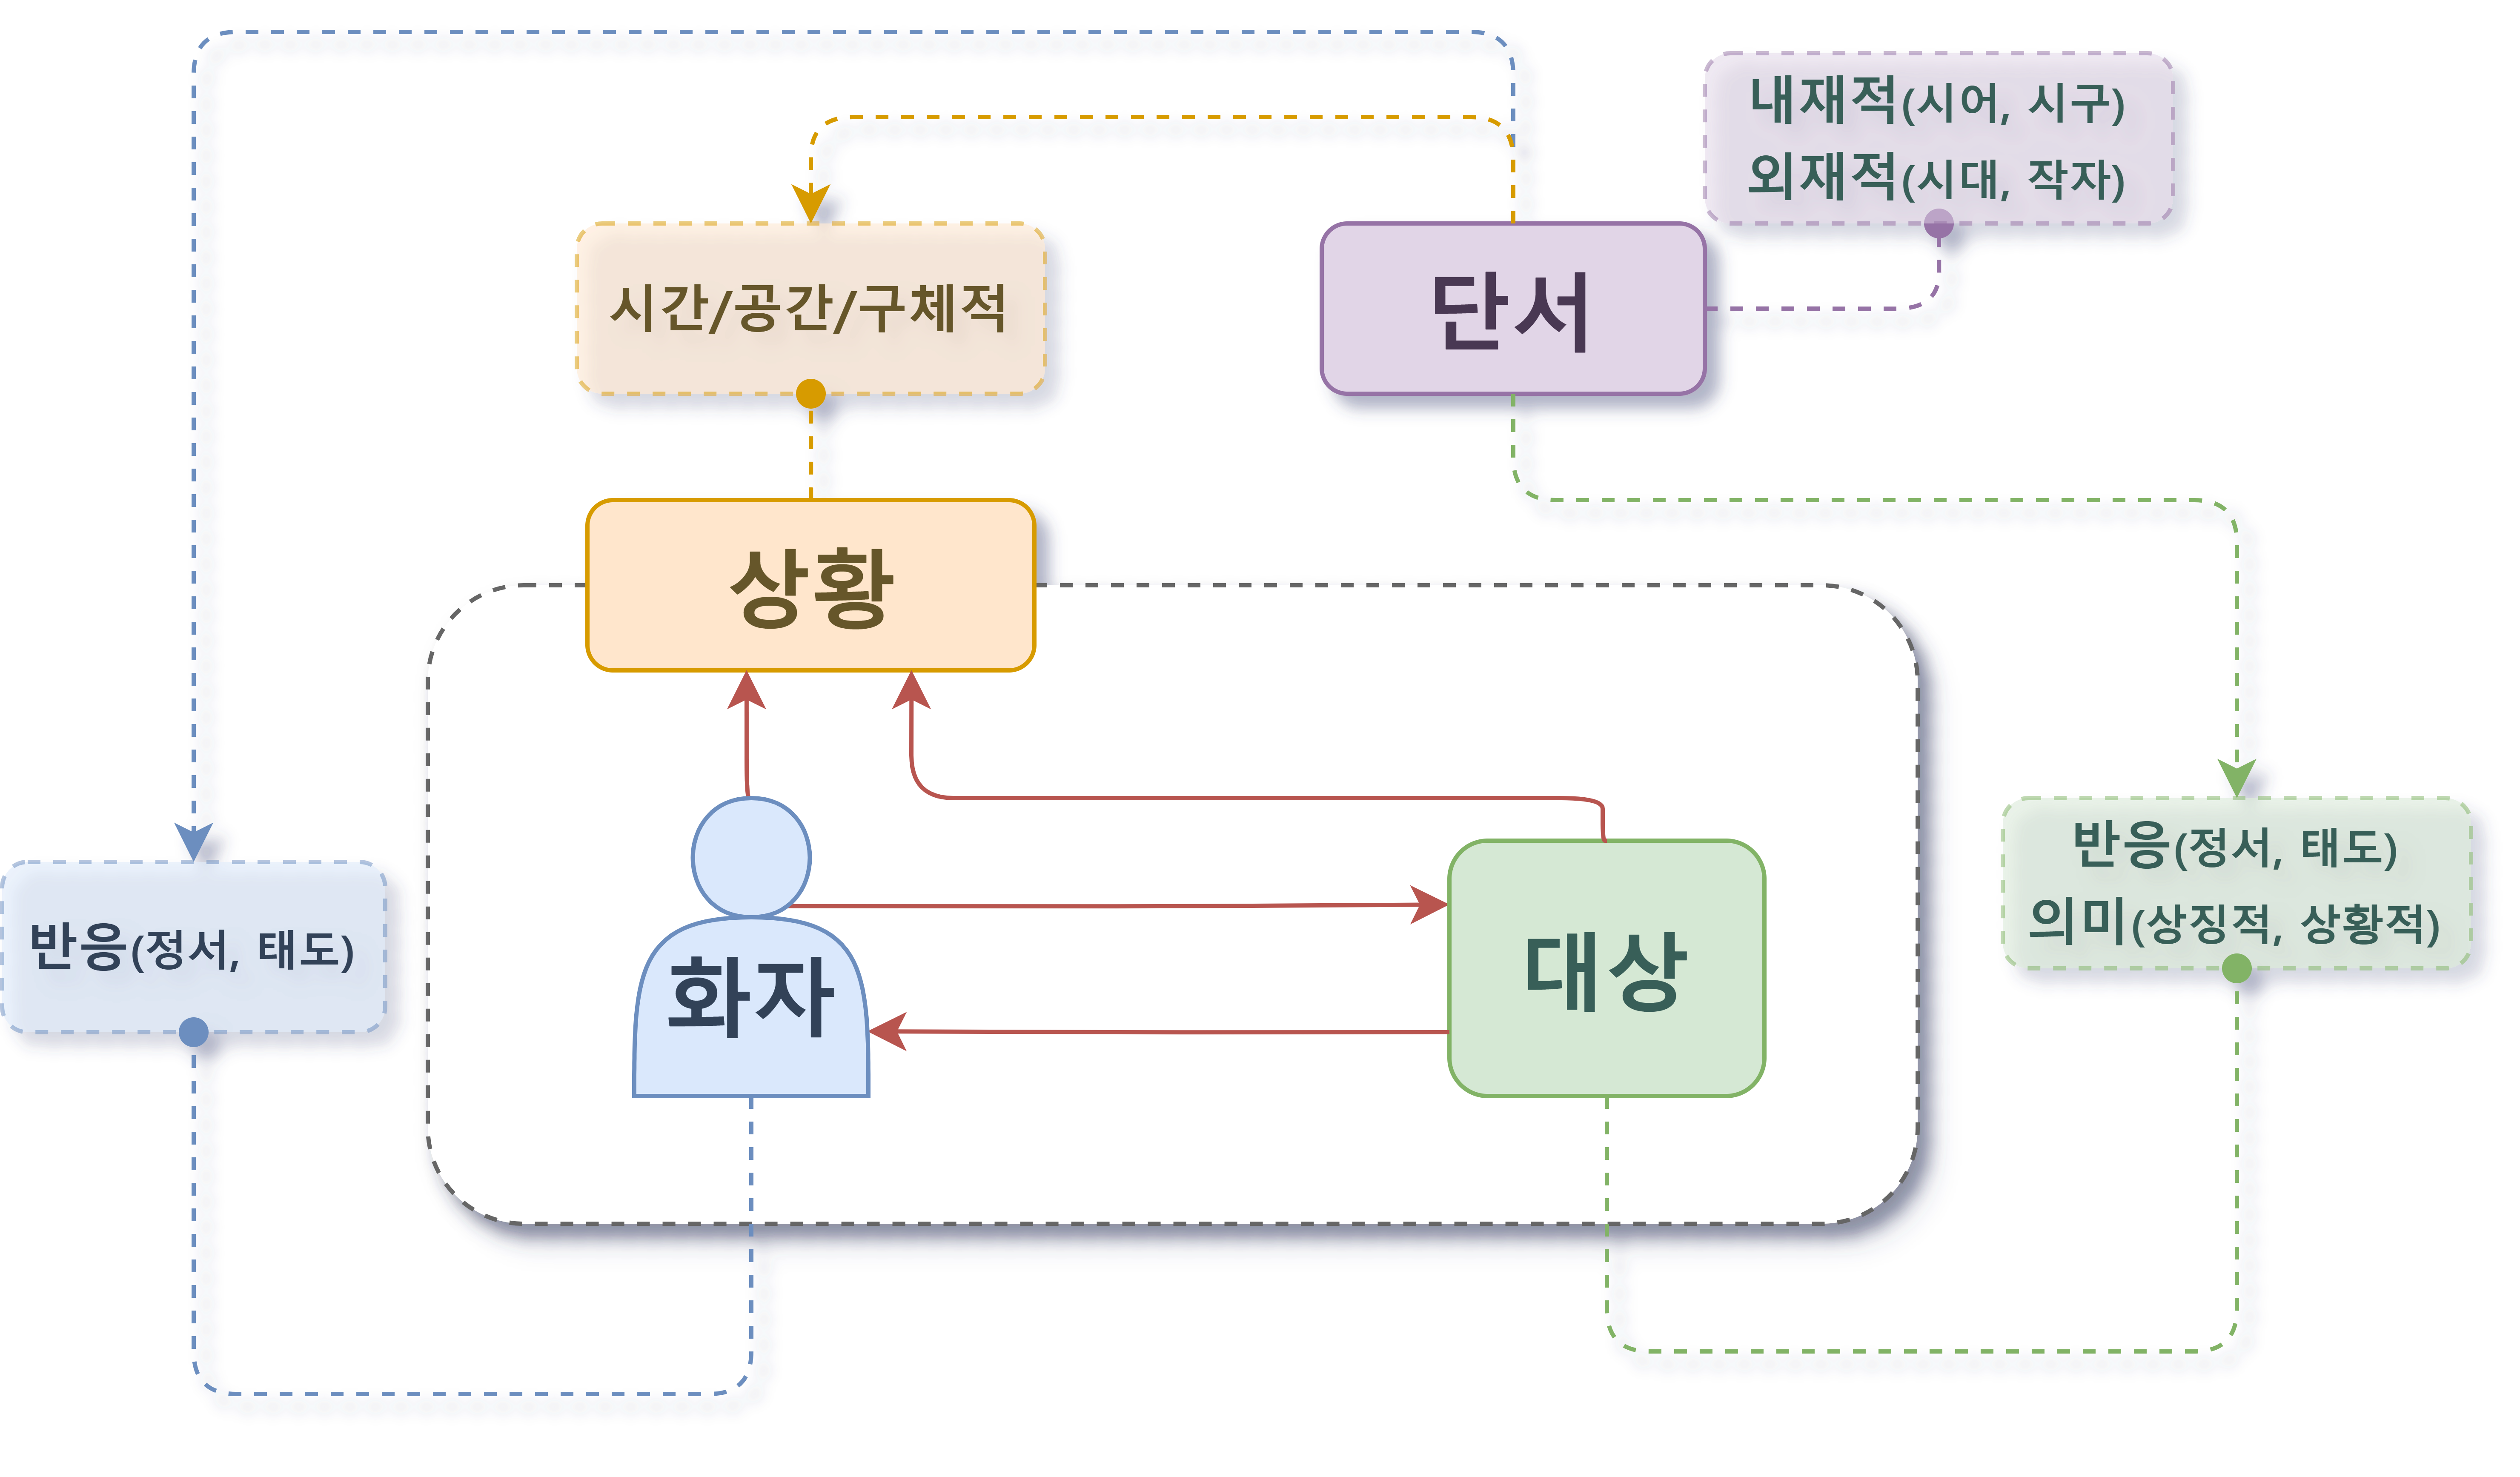 내재적(시어, 시구)
외재적(시대, 작자)
시간/공간/구체적
단서
상황
반응(정서, 태도)
화자
대상
반응(정서, 태도)
의미(상징적, 상황적)